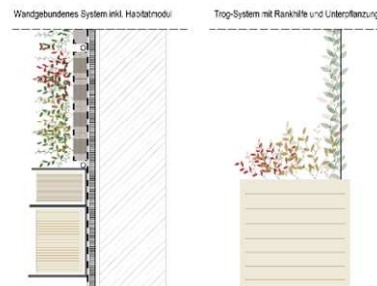 Wandgebundenes System inkl. Habitatmodul
Trog-System mit Rankhilfe und Unterpflanzung